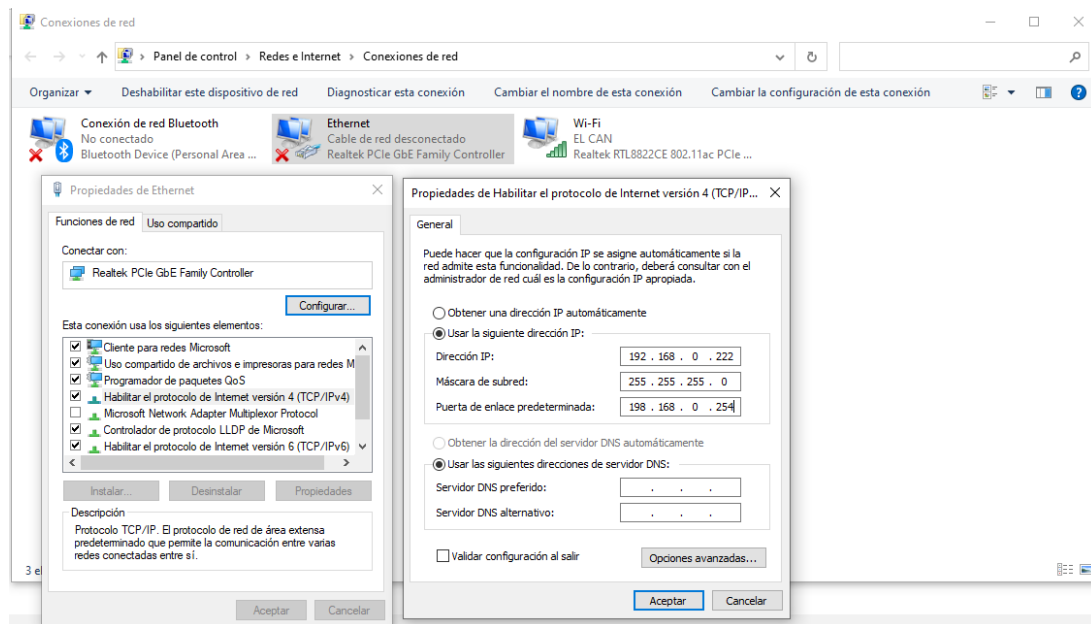 Conexiones de red
Panel de control > Redes e Internet > Conexiones de red
Organizar Deshabilitar este dispositivo de red Diagnosticar esta conexión Cambiar el nombre de esta conexión Cambiar la configuración de esta conexión
Conexión de red Bluetooth
No conectado
Bluetooth Device (Personal Area ...
Ethernet
Cable de red desconectado
Realtek PCIe GbE Family Controller
Wi-Fi
EL CAN
Realtek RTL8822CE 802.11ac PCIe ...
Propiedades de Ethernet
Funciones de red Uso compartido
Conectar con:
Realtek PCIe GbE Family Controller
Configurar...
Esta conexión usa los siguientes elementos:
Cliente para redes Microsoft
Uso compartido de archivos e impresoras para redes M
Programador de paquetes QoS
Habilitar el protocolo de Internet versión 4 (TCP/IPv4)
Microsoft Network Adapter Multiplexor Protocol
Controlador de protocolo LLDP de Microsoft
Habilitar el protocolo de Internet versión 6 (TCP/IPv6)
Instalar... Desinstalar Propiedades
Descripción
Protocolo TCP/IP. El protocolo de red de área extensa
predeterminado que permite la comunicación entre varias
redes conectadas entre sí.
Aceptar Cancelar
Propiedades de Habilitar el protocolo de Internet versión 4 (TCP/IP...
General
Puede hacer que la configuración IP se asigne automáticamente si la
red admite esta funcionalidad. De lo contrario, deberá consultar con el
administrador de red cuál es la configuración IP apropiada.
Obtener una dirección IP automáticamente
Usar la siguiente dirección IP:
Dirección IP: 192 . 168 . 0 . 222
Máscara de subred: 255 . 255 . 255 . 0
Puerta de enlace predeterminada: 198 . 168 . 0 . 254
Obtener la dirección del servidor DNS automáticamente
Usar las siguientes direcciones de servidor DNS:
Servidor DNS preferido: . . .
Servidor DNS alternativo: . . .
Validar configuración al salir Opciones avanzadas...
Aceptar Cancelar
3 el